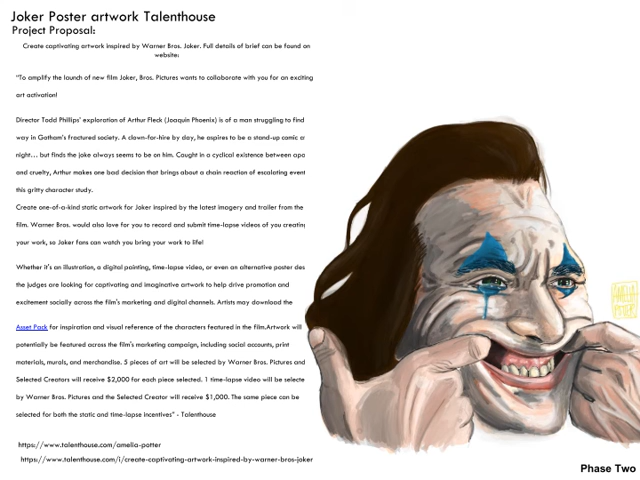 Joker Poster artwork Talenthouse
Project Proposal:
Create captivating artwork inspired by Warner Bros. Joker. Full details of brief can be found on
website:
"To amplify the launch of new film Joker, Bros. Pictures wants to collaborate with you for an exciting
art activation!
Director Todd Phillips' exploration of Arthur Fleck (Joaquin Phoenix) is of a man struggling to find
way in Gotham's fractured society. A clown-for-hire by day, he aspires to be a stand-up comic at
night... but finds the joke always seems to be on him. Caught in a cyclical existence between apa
and cruelty, Arthur makes one bad decision that brings about a chain reaction of escalating event
this gritty character study.
Create one-of-a-kind static artwork for Joker inspired by the latest imagery and trailer from the
film. Warner Bros. would also love for you to record and submit time-lapse videos of you creating
your work, so Joker fans can watch you bring your work to life!
Whether it's an illustration, a digital painting, time-lapse video, or even an alternative poster des
the judges are looking for captivating and imaginative artwork to help drive promotion and
excitement socially across the film's marketing and digital channels. Artists may download the
Asset Pack for inspiration and visual reference of the characters featured in the film.Artwork will
potentially be featured across the film's marketing campaign, including social accounts, print
materials, murals, and merchandise. 5 pieces of art will be selected by Warner Bros. Pictures and
Selected Creators will receive $2,000 for each piece selected. 1 time-lapse video will be selecte
by Warner Bros. Pictures and the Selected Creator will receive $1,000. The same piece can be
selected for both the static and time-lapse incentives" - Talenthouse
https://www.talenthouse.com/amelia-potter
https://www.talenthouse.com/i/create-captivating-artwork-inspired-by-warner-bros-joker
AMELIA
POTTER
Phase Two